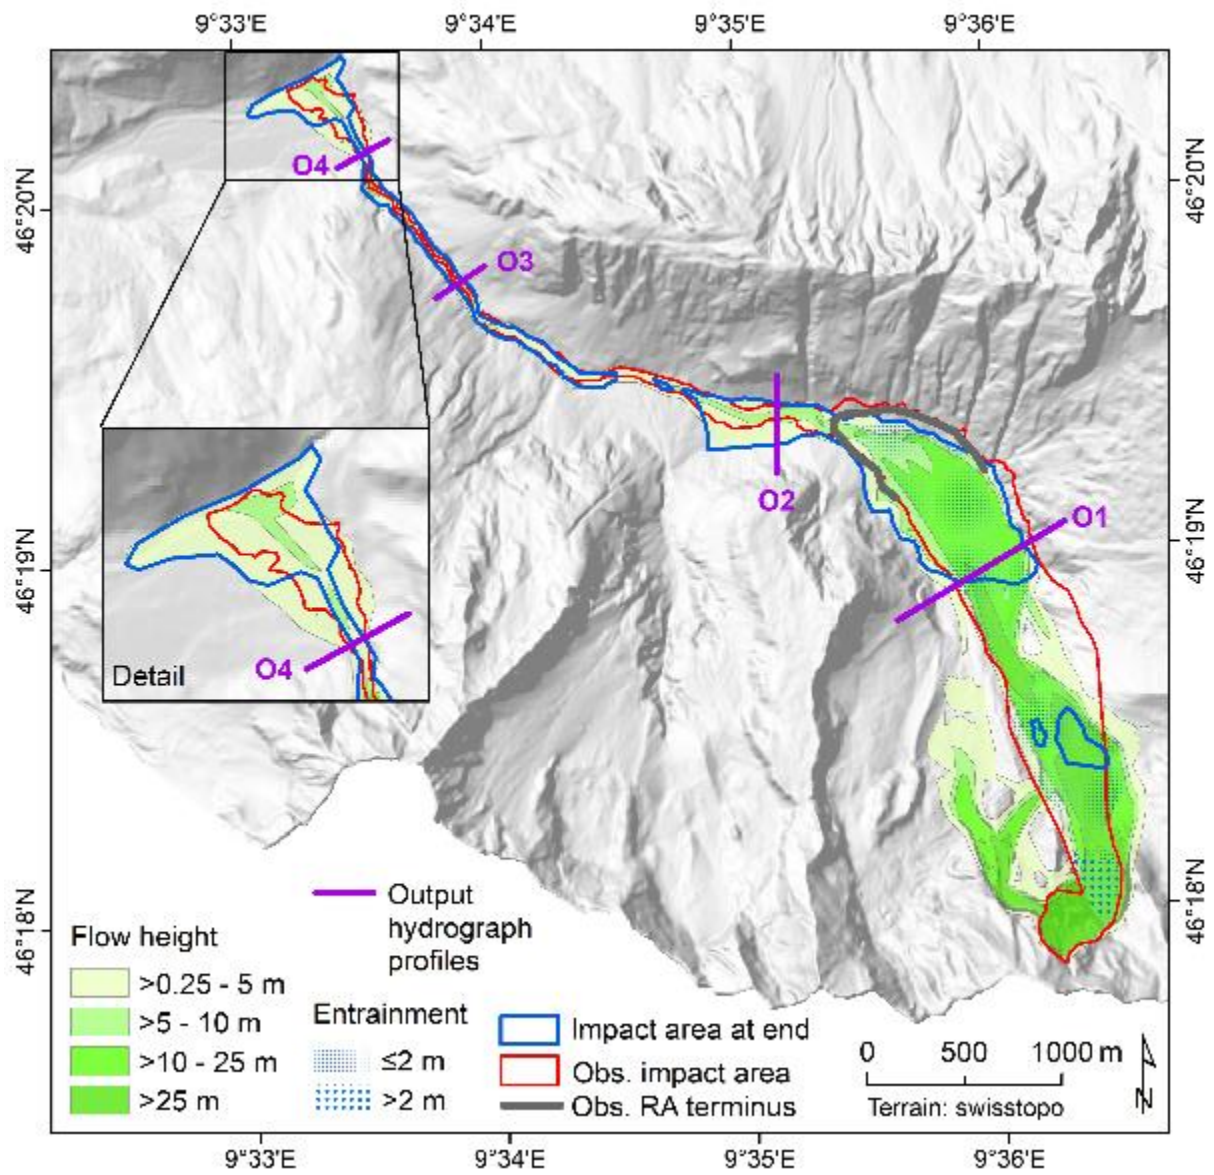 9°33'E 9°34'E 9°35'E 9°36'E
46°20'N
46°20'N
O4
O3
O2
O1
46°19'N
46°19'N
O4
Detail
46°18'N
46°18'N
Output
hydrograph
profiles
Flow height
>0.25 - 5 m
>5 - 10 m
>10 - 25 m
>25 m
Entrainment
≤2 m
>2 m
Impact area at end
Obs. impact area
Obs. RA terminus
0 500 1000 m
Terrain: swisstopo
N
9°33'E 9°34'E 9°35'E 9°36'E